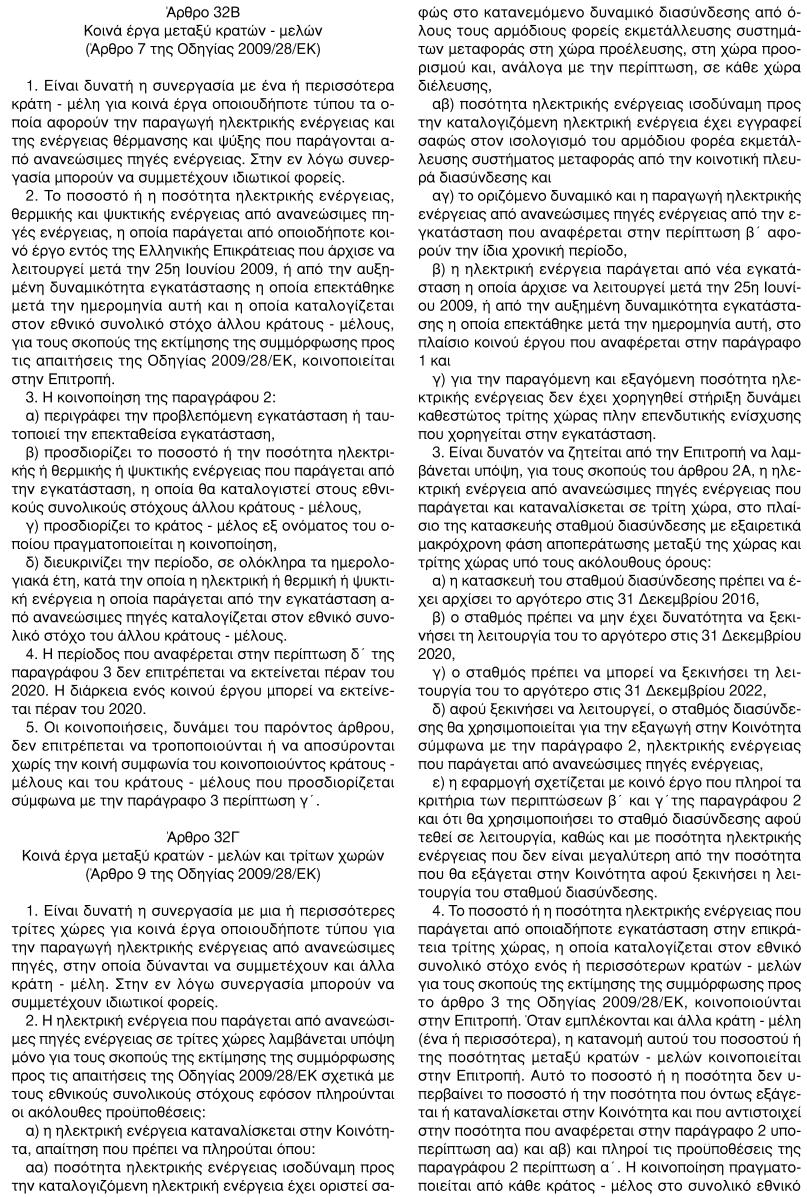 Άρθρο 32Β
Κοινά έργα μεταξύ κρατών - μελών
(Άρθρο 7 της Οδηγίας 2009/28/ΕΚ)
1. Είναι δυνατή η συνεργασία με ένα ή περισσότερα
κράτη - μέλη για κοινά έργα οποιουδήποτε τύπου τα ο-
ποία αφορούν την παραγωγή ηλεκτρικής ενέργειας και
της ενέργειας θέρμανσης και ψύξης που παράγονται α-
πό ανανεώσιμες πηγές ενέργειας. Στην εν λόγω συνερ-
γασία μπορούν να συμμετέχουν ιδιωτικοί φορείς.
2. Το ποσοστό ή η ποσότητα ηλεκτρικής ενέργειας,
θερμικής και ψυκτικής ενέργειας από ανανεώσιμες πη-
γές ενέργειας, η οποία παράγεται από οποιοδήποτε κοι-
νό έργο εντός της Ελληνικής Επικράτειας που άρχισε να
λειτουργεί μετά την 25η Ιουνίου 2009, ή από την αυξη-
μένη δυναμικότητα εγκατάστασης η οποία επεκτάθηκε
μετά την ημερομηνία αυτή και η οποία καταλογίζεται
στον εθνικό συνολικό στόχο άλλου κράτους - μέλους,
για τους σκοπούς της εκτίμησης της συμμόρφωσης προς
τις απαιτήσεις της Οδηγίας 2009/28/ΕΚ, κοινοποιείται
στην Επιτροπή.
3. Η κοινοποίηση της παραγράφου 2:
α) περιγράφει την προβλεπόμενη εγκατάσταση ή ταυ-
τοποιεί την επεκταθείσα εγκατάσταση,
β) προσδιορίζει το ποσοστό ή την ποσότητα ηλεκτρι-
κής ή θερμικής ή ψυκτικής ενέργειας που παράγεται από
την εγκατάσταση, η οποία θα καταλογιστεί στους εθνι-
κούς συνολικούς στόχους άλλου κράτους - μέλους,
γ) προσδιορίζει το κράτος - μέλος εξ ονόματος του ο-
ποίου πραγματοποιείται η κοινοποίηση,
δ) διευκρινίζει την περίοδο, σε ολόκληρα τα ημερολο-
γιακά έτη, κατά την οποία η ηλεκτρική ή θερμική ή ψυκτι-
κή ενέργεια η οποία παράγεται από την εγκατάσταση α-
πό ανανεώσιμες πηγές καταλογίζεται στον εθνικό συνο-
λικό στόχο του άλλου κράτους - μέλους.
4. Η περίοδος που αναφέρεται στην περίπτωση δ΄ της
παραγράφου 3 δεν επιτρέπεται να εκτείνεται πέραν του
2020. Η διάρκεια ενός κοινού έργου μπορεί να εκτείνε-
ται πέραν του 2020.
5. Οι κοινοποιήσεις, δυνάμει του παρόντος άρθρου,
δεν επιτρέπεται να τροποποιούνται ή να αποσύρονται
χωρίς την κοινή συμφωνία του κοινοποιούντος κράτους -
μέλους και του κράτους - μέλους που προσδιορίζεται
σύμφωνα με την παράγραφο 3 περίπτωση γ΄.
Άρθρο 32Γ
Κοινά έργα μεταξύ κρατών - μελών και τρίτων χωρών
(Άρθρο 9 της Οδηγίας 2009/28/ΕΚ)
1. Είναι δυνατή η συνεργασία με μια ή περισσότερες
τρίτες χώρες για κοινά έργα οποιουδήποτε τύπου για
την παραγωγή ηλεκτρικής ενέργειας από ανανεώσιμες
πηγές, στην οποία δύνανται να συμμετέχουν και άλλα
κράτη - μέλη. Στην εν λόγω συνεργασία μπορούν να
συμμετέχουν ιδιωτικοί φορείς.
2. Η ηλεκτρική ενέργεια που παράγεται από ανανεώσι-
μες πηγές ενέργειας σε τρίτες χώρες λαμβάνεται υπόψη
μόνο για τους σκοπούς της εκτίμησης της συμμόρφωσης
προς τις απαιτήσεις της Οδηγίας 2009/28/ΕΚ σχετικά με
τους εθνικούς συνολικούς στόχους εφόσον πληρούνται
οι ακόλουθες προϋποθέσεις:
α) η ηλεκτρική ενέργεια καταναλίσκεται στην Κοινότη-
τα, απαίτηση που πρέπει να πληρούται όπου:
αα) ποσότητα ηλεκτρικής ενέργειας ισοδύναμη προς
την καταλογιζόμενη ηλεκτρική ενέργεια έχει οριστεί σα-
φώς στο κατανεμόμενο δυναμικό διασύνδεσης από ό-
λους τους αρμόδιους φορείς εκμετάλλευσης συστημά-
των μεταφοράς στη χώρα προέλευσης, στη χώρα προο-
ρισμού και, ανάλογα με την περίπτωση, σε κάθε χώρα
διέλευσης,
αβ) ποσότητα ηλεκτρικής ενέργειας ισοδύναμη προς
την καταλογιζόμενη ηλεκτρική ενέργεια έχει εγγραφεί
σαφώς στον ισολογισμό του αρμόδιου φορέα εκμετάλ-
λευσης συστήματος μεταφοράς από την κοινοτική πλευ-
ρά διασύνδεσης και
αγ) το οριζόμενο δυναμικό και η παραγωγή ηλεκτρικής
ενέργειας από ανανεώσιμες πηγές ενέργειας από την ε-
γκατάσταση που αναφέρεται στην περίπτωση β΄ αφο-
ρούν την ίδια χρονική περίοδο,
β) η ηλεκτρική ενέργεια παράγεται από νέα εγκατά-
σταση η οποία άρχισε να λειτουργεί μετά την 25η Ιουνί-
ου 2009, ή από την αυξημένη δυναμικότητα εγκατάστα-
σης η οποία επεκτάθηκε μετά την ημερομηνία αυτή, στο
πλαίσιο κοινού έργου που αναφέρεται στην παράγραφο
1 και
γ) για την παραγόμενη και εξαγόμενη ποσότητα ηλε-
κτρικής ενέργειας δεν έχει χορηγηθεί στήριξη δυνάμει
καθεστώτος τρίτης χώρας πλην επενδυτικής ενίσχυσης
που χορηγείται στην εγκατάσταση.
3. Είναι δυνατόν να ζητείται από την Επιτροπή να λαμ-
βάνεται υπόψη, για τους σκοπούς του άρθρου 2Α, η ηλε-
κτρική ενέργεια από ανανεώσιμες πηγές ενέργειας που
παράγεται και καταναλίσκεται σε τρίτη χώρα, στο πλαί-
σιο της κατασκευής σταθμού διασύνδεσης με εξαιρετικά
μακρόχρονη φάση αποπεράτωσης μεταξύ της χώρας και
τρίτης χώρας υπό τους ακόλουθους όρους:
α) η κατασκευή του σταθμού διασύνδεσης πρέπει να έ-
χει αρχίσει το αργότερο στις 31 Δεκεμβρίου 2016,
β) ο σταθμός πρέπει να μην έχει δυνατότητα να ξεκι-
νήσει τη λειτουργία του το αργότερο στις 31 Δεκεμβρίου
2020,
γ) ο σταθμός πρέπει να μπορεί να ξεκινήσει τη λει-
τουργία του το αργότερο στις 31 Δεκεμβρίου 2022,
δ) αφού ξεκινήσει να λειτουργεί, ο σταθμός διασύνδε-
σης θα χρησιμοποιείται για την εξαγωγή στην Κοινότητα
σύμφωνα με την παράγραφο 2, ηλεκτρικής ενέργειας
που παράγεται από ανανεώσιμες πηγές ενέργειας,
ε) η εφαρμογή σχετίζεται με κοινό έργο που πληροί τα
κριτήρια των περιπτώσεων β΄ και γ΄της παραγράφου 2
και ότι θα χρησιμοποιήσει το σταθμό διασύνδεσης αφού
τεθεί σε λειτουργία, καθώς και με ποσότητα ηλεκτρικής
ενέργειας που δεν είναι μεγαλύτερη από την ποσότητα
που θα εξάγεται στην Κοινότητα αφού ξεκινήσει η λει-
τουργία του σταθμού διασύνδεσης.
4. Το ποσοστό ή η ποσότητα ηλεκτρικής ενέργειας που
παράγεται από οποιαδήποτε εγκατάσταση στην επικρά-
τεια τρίτης χώρας, η οποία καταλογίζεται στον εθνικό
συνολικό στόχο ενός ή περισσότερων κρατών - μελών
για τους σκοπούς της εκτίμησης της συμμόρφωσης προς
το άρθρο 3 της Οδηγίας 2009/28/ΕΚ, κοινοποιούνται
στην Επιτροπή. Όταν εμπλέκονται και άλλα κράτη - μέλη
(ένα ή περισσότερα), η κατανομή αυτού του ποσοστού ή
της ποσότητας μεταξύ κρατών - μελών κοινοποιείται
στην Επιτροπή. Αυτό το ποσοστό ή η ποσότητα δεν υ-
περβαίνει το ποσοστό ή την ποσότητα που όντως εξάγε-
ται ή καταναλίσκεται στην Κοινότητα και που αντιστοιχεί
στην ποσότητα που αναφέρεται στην παράγραφο 2 υπο-
περίπτωση αα) και αβ) και πληροί τις προϋποθέσεις της
παραγράφου 2 περίπτωση α΄. Η κοινοποίηση πραγματο-
ποιείται από κάθε κράτος - μέλος στο συνολικό εθνικό